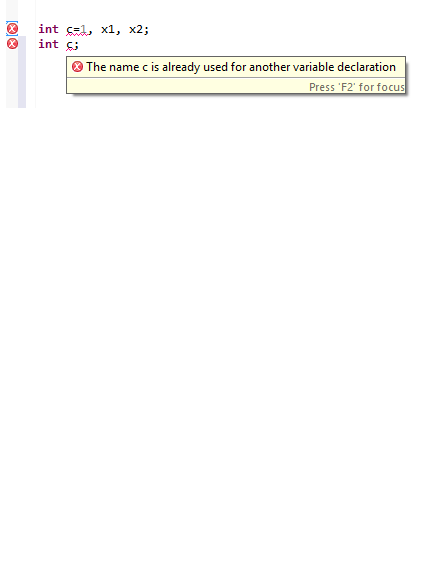 int c=1, x1, x2;
int c;
The name c is already used for another variable declaration
Press 'F2' for focus